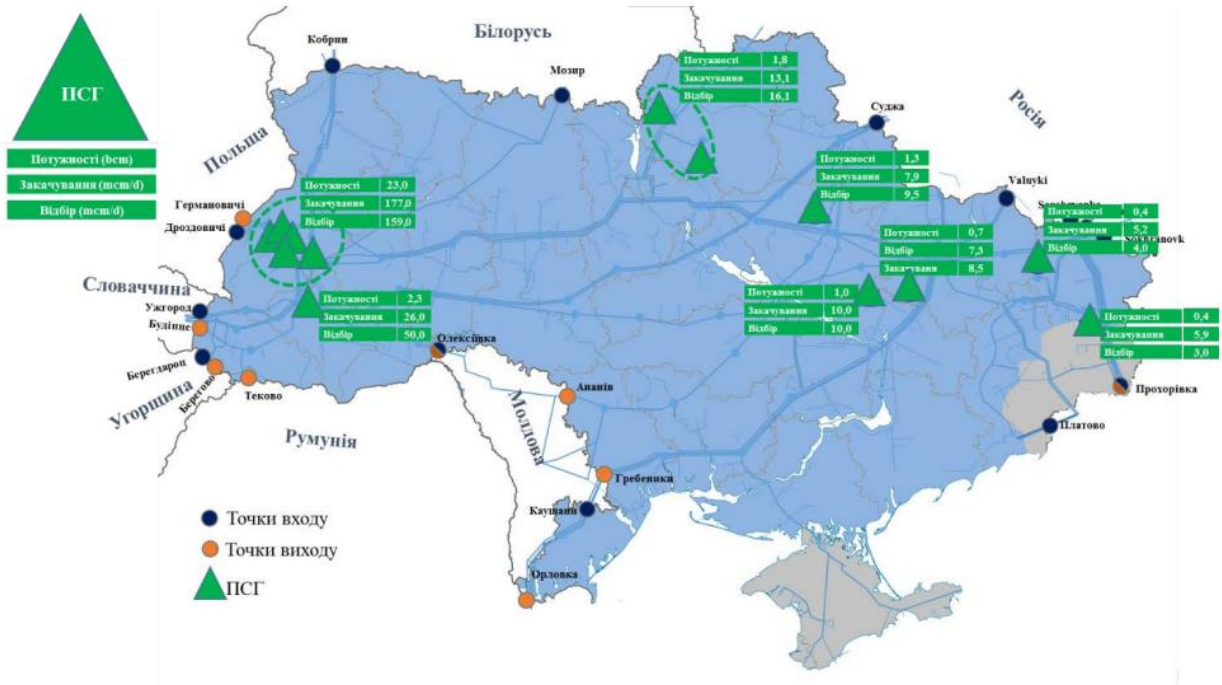 ПСГ
Потужності (bcm)
Закачування (mcm/d)
Відбір (mcm/d)
Кобрин
Білорусь
Мозир
Потужності 1,8
Закачування 13,1
Відбір 16,1
Суджа
Росія
Польща
Потужності 23,0
Закачування 177,0
Відбір 159,0
Потужності 1,3
Закачування 7,9
Відбір 9,5
Valuyki
Потужності 0,4
Закачування 5,2
Відбір 4,0
Германовичі
Дроздовичі
Потужності 0,7
Відбір 7,3
Закачуваня 8,5
Словаччина
Ужгород
Будінце
Потужності 2,3
Закачування 26,0
Відбір 50,0
Потужності 1,0
Закачування 10,0
Відбір 10,0
Потужності 0,4
Закачування 5,9
Відбір 3,0
Олексіївка
Берегдароц
Берегово
Теково
Угорщина
Румунія
Молдова
Ананів
Прохорівка
Платово
Гребеники
Каушани
Орловка
Точки входу
Точки виходу
ПСГ